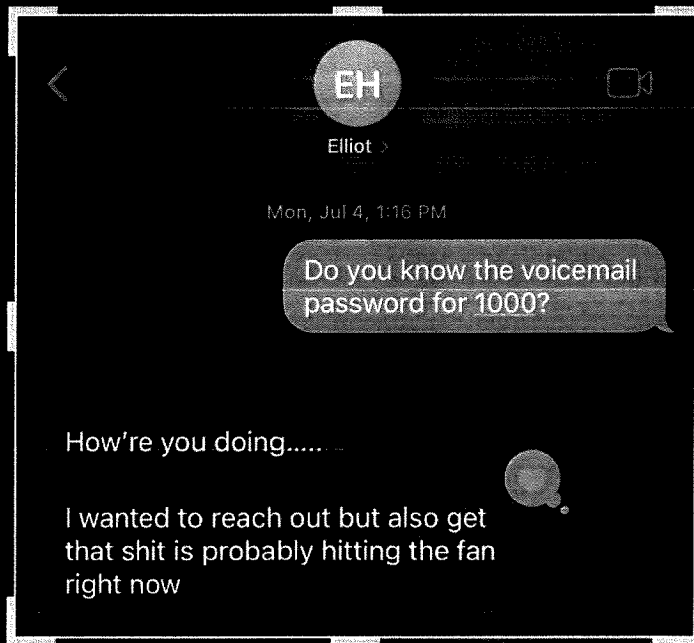 EH
Elliot >
Mon, Jul 4, 1:16 PM
Do you know the voicemail
password for 1000?
How're you doing.....
I wanted to reach out but also get
that shit is probably hitting the fan
right now